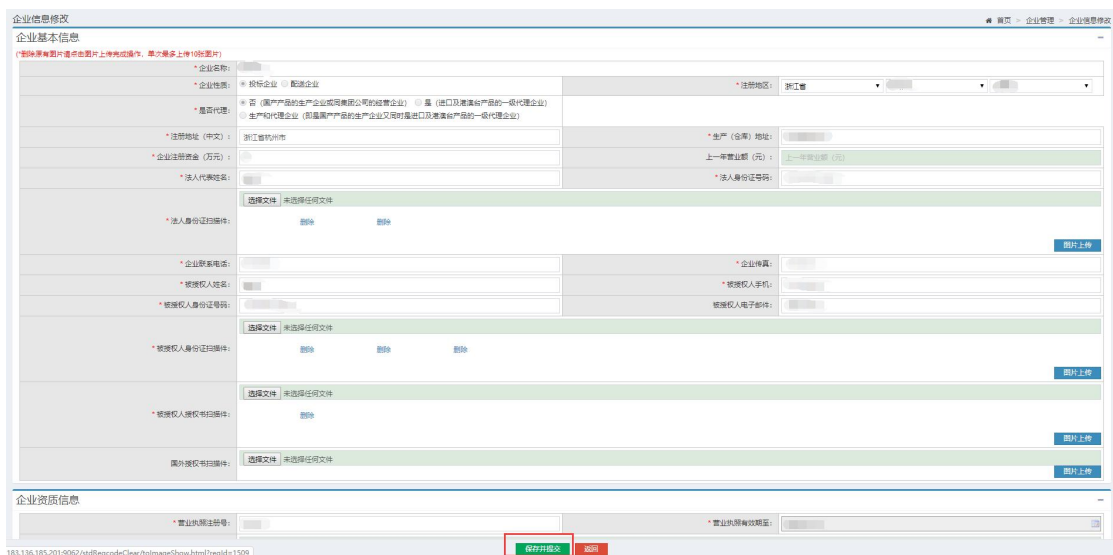 企业信息修改
首页 > 企业管理 > 企业信息修改
企业基本信息
(*删除原有图片请点击图片上传完成操作,单次最多上传10张图片)
* 企业名称:
* 企业性质: 投标企业 配送企业
* 注册地区: 浙江省
* 是否代理: 否 (国产产品的生产企业或同集团公司的经营企业) 是 (进口及港澳台产品的一级代理企业)
生产和代理企业 (即是国产产品的生产企业又同时是进口及港澳台产品的一级代理企业)
* 注册地址 (中文) : 浙江省杭州市
* 生产 (仓库) 地址:
* 企业注册资金 (万元) :
上一年营业额 (元) : 上一年营业额 (元)
* 法人代表姓名:
* 法人身份证号码:
* 法人身份证扫描件:
选择文件 未选择任何文件
删除 删除
图片上传
* 企业联系电话:
* 企业传真:
* 被授权人姓名:
* 被授权人手机:
* 被授权人身份证号码:
被授权人电子邮件:
* 被授权人身份证扫描件:
选择文件 未选择任何文件
删除 删除 删除
图片上传
* 被授权人授权书扫描件:
选择文件 未选择任何文件
删除
图片上传
国外授权书扫描件:
选择文件 未选择任何文件
图片上传
企业资质信息
* 营业执照注册号:
* 营业执照有效期至:
保存并提交 返回
183.136.185.201:9062/stdRegcodeClear/toImageShow.html?regId=1509